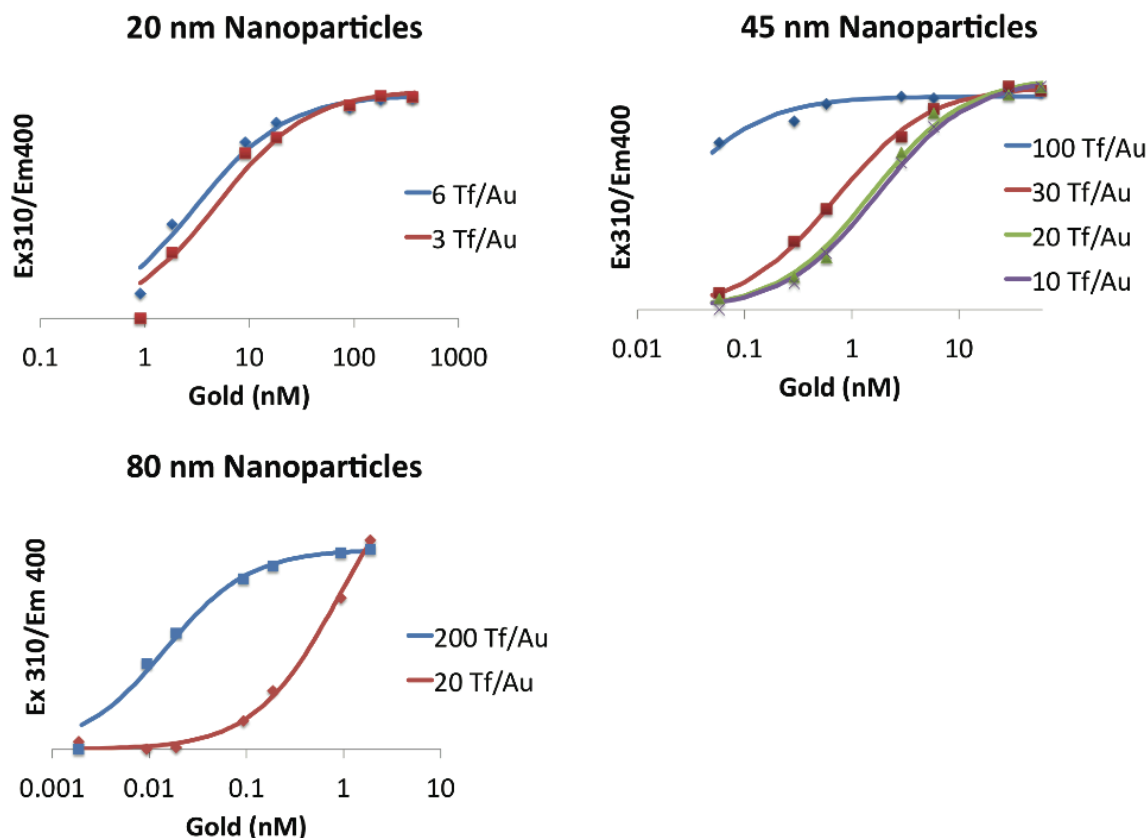 20 nm Nanoparticles
Ex310/Em400
6 Tf/Au
3 Tf/Au
0.1 1 10 100 1000
Gold (nM)
45 nm Nanoparticles
Ex310/Em400
100 Tf/Au
30 Tf/Au
20 Tf/Au
10 Tf/Au
0.01 0.1 1 10
Gold (nM)
80 nm Nanoparticles
Ex 310/Em 400
200 Tf/Au
20 Tf/Au
0.001 0.01 0.1 1 10
Gold (nM)